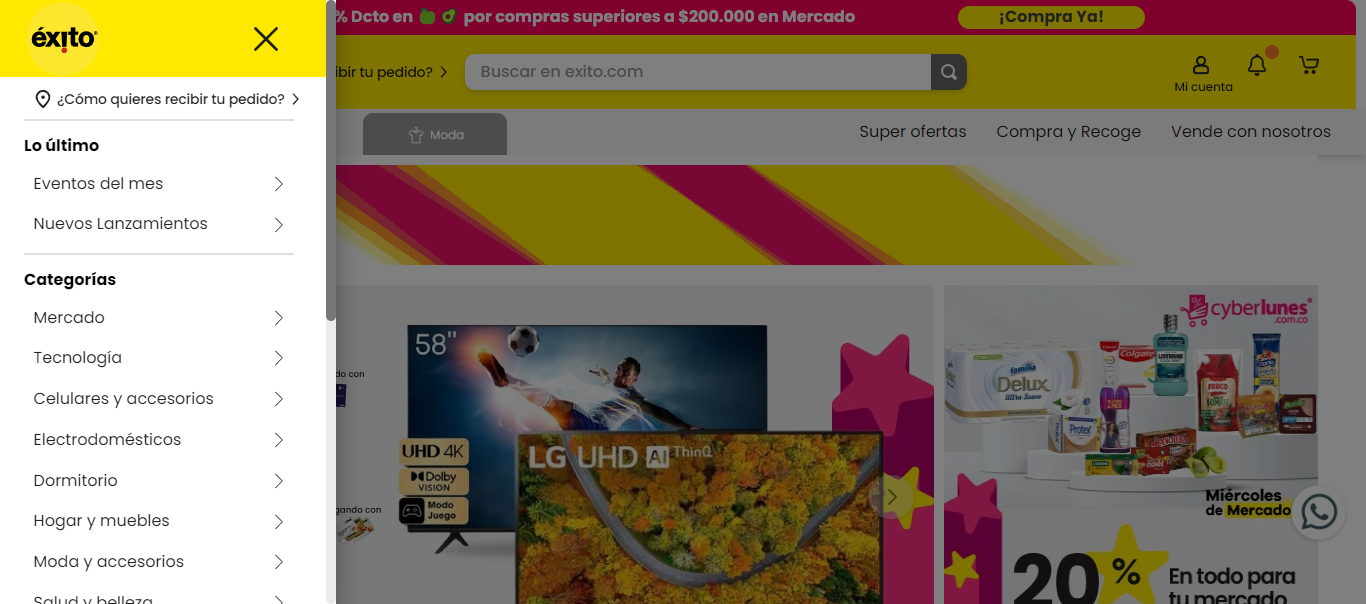 éxito
¿Cómo quieres recibir tu pedido?
Lo último
Eventos del mes
Nuevos Lanzamientos
Categorías
Mercado
Tecnología
Celulares y accesorios
Electrodomésticos
Dormitorio
Hogar y muebles
Moda y accesorios
Salud y belleza
% Dcto en por compras superiores a $200.000 en Mercado
¡Compra Ya!
ibir tu pedido?
Buscar en exito.com
Mi cuenta
Moda
Super ofertas
Compra y Recoge
Vende con nosotros
do con
gando con
58"
UHD 4K
Dolby
VISION
Modo
Juego
LG UHD AI ThinQ
cyberlunes
.com.co
familia
Delux
Ultra Suave
Colgate
LISTERINE
Protex
FRUCO
RANCHERA
Miércoles
de Mercado
20%
En todo para
tu mercado